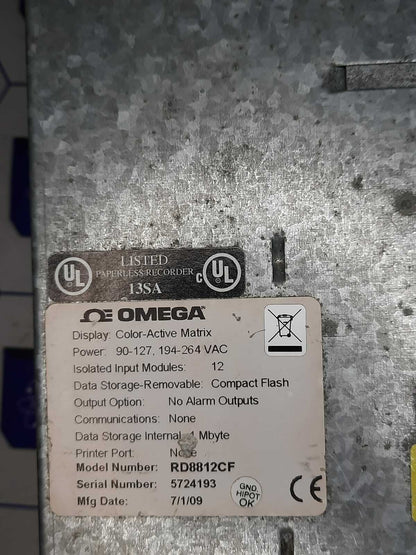 LISTED
PAPERLESS RECORDER
UL
C UL
13SA
OMEGA
Display: Color-Active Matrix
Power: 90-127, 194-264 VAC
Isolated Input Modules: 12
Data Storage-Removable: Compact Flash
Output Option: No Alarm Outputs
Communications: None
Data Storage Internal: Mbyte
Printer Port: None
Model Number: RD8812CF
Serial Number: 5724193
Mfg Date: 7/1/09
GND.
HIPOT
OK
CE